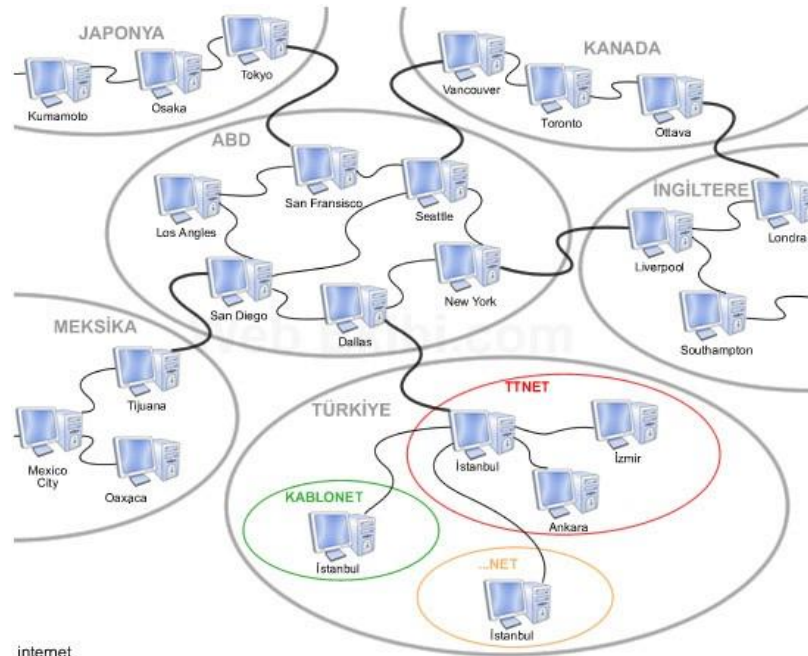 JAPONYA
Tokyo
Osaka
Kumamoto
KANADA
Vancouver
Toronto
Ottava
ABD
San Fransisco
Los Angles
Seattle
San Diego
Dallas
New York
İNGİLTERE
Londra
Liverpool
Southampton
MEKSİKA
Tijuana
Mexico
City
Oaxaca
TÜRKİYE
TTNET
İstanbul
İzmir
Ankara
KABLONET
İstanbul
...NET
İstanbul
internet